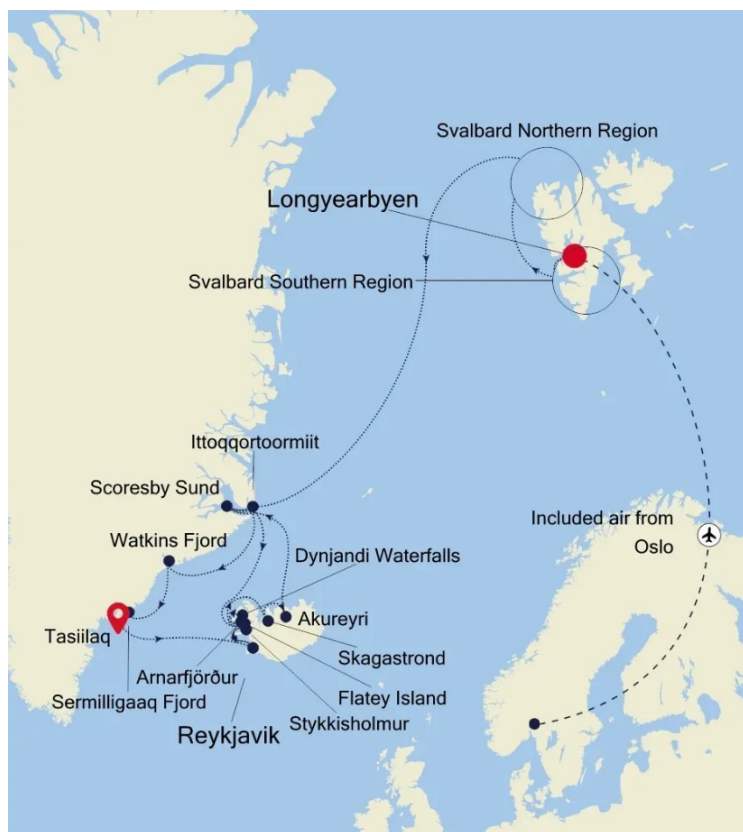 Svalbard Northern Region
Longyearbyen
Svalbard Southern Region
Ittoqqortoormiit
Scoresby Sund
Included air from
Oslo
Watkins Fjord
Dynjandi Waterfalls
Akureyri
Tasiilaq
Skagastrond
Arnarfjörður
Sermilligaaq Fjord
Flatey Island
Stykkisholmur
Reykjavik